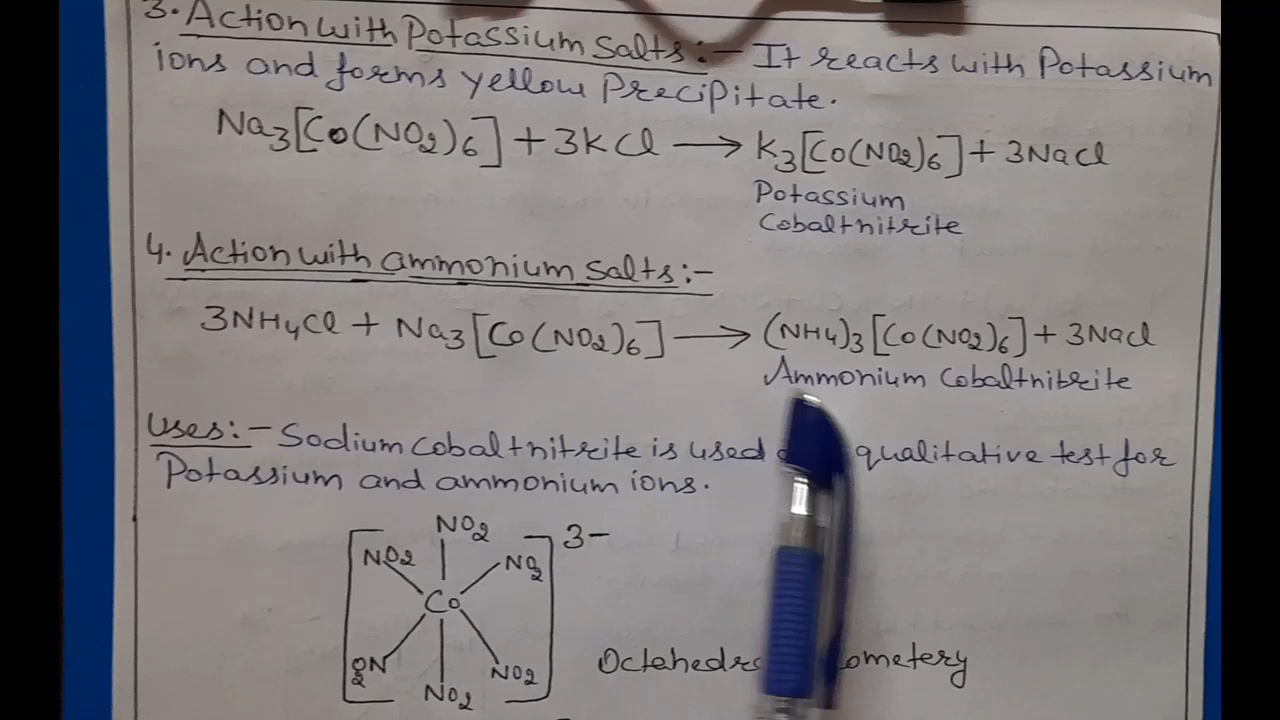 3. Action with Potassium Salts:- It reacts with Potassium
ions and forms yellow Precipitate.
Na3[Co(NO2)6] + 3KCl → K3[Co(NO2)6] + 3NaCl
Potassium
Cobaltnitrite
4. Action with ammonium Salts:-
3NH4Cl + Na3[Co(NO2)6] → (NH4)3[Co(NO2)6] + 3NaCl
Ammonium Cobaltnitrite
Uses:- Sodium cobaltnitrite is used qualitative test for
Potassium and ammonium ions.
NO2
NO2 NO2 3-
Co
O2N NO2
NO2